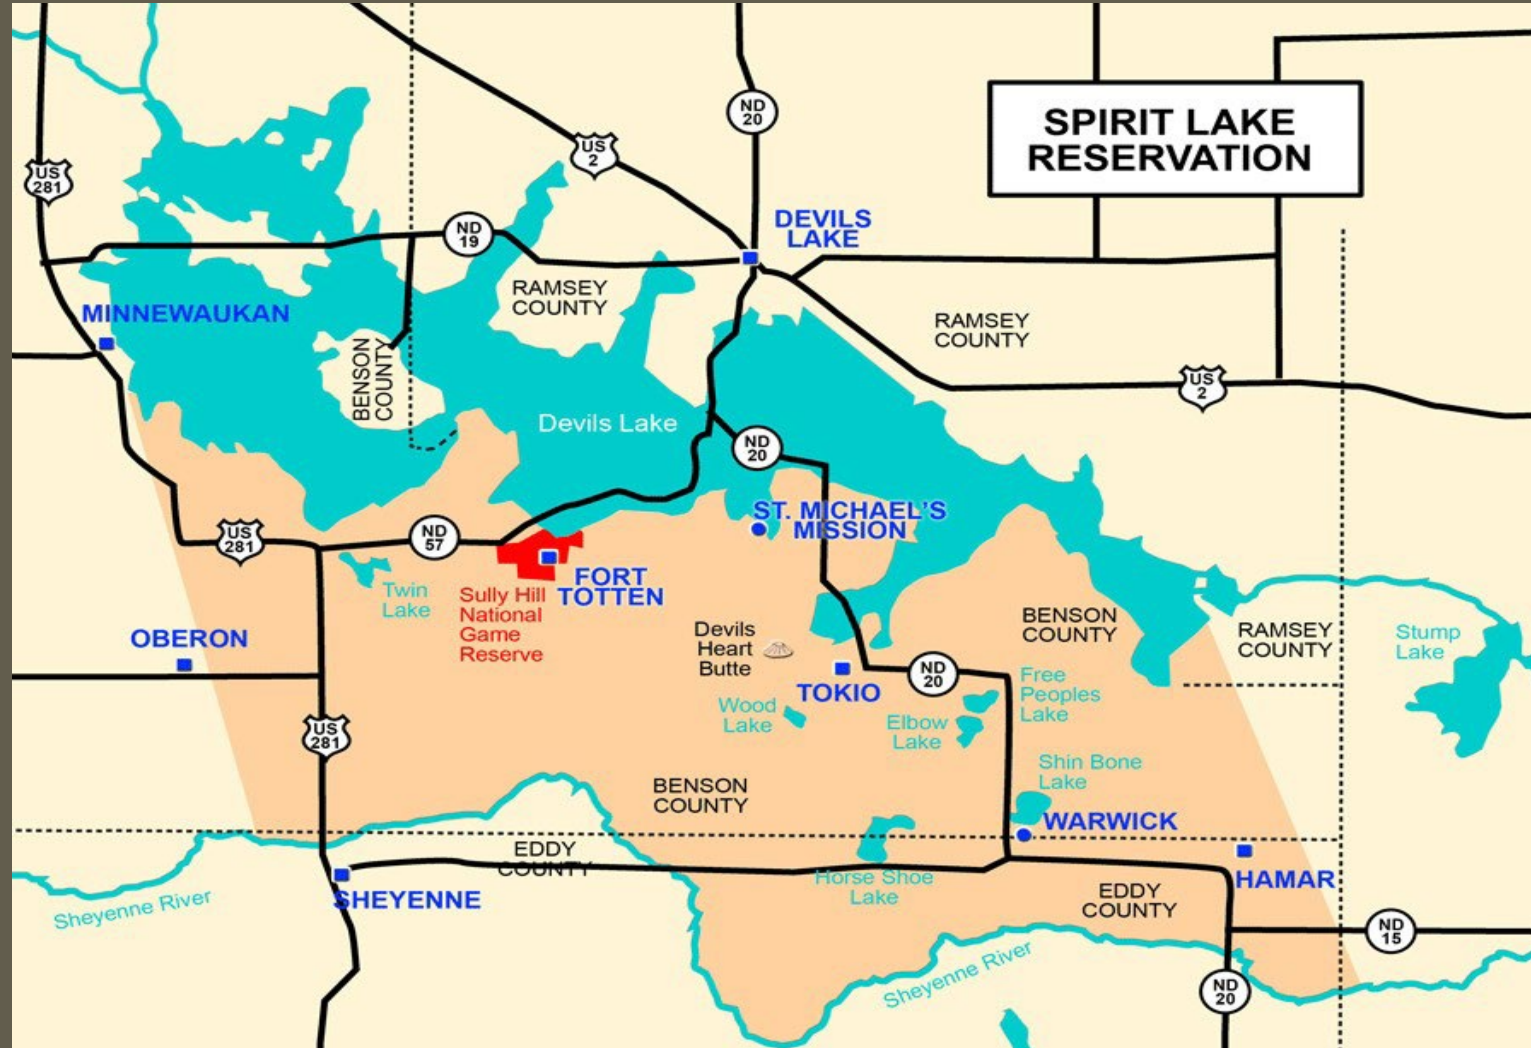 SPIRIT LAKE
RESERVATION
ND
20
US
2
US
281
ND
19
DEVILS
LAKE
RAMSEY
COUNTY
MINNEWAUKAN
RAMSEY
COUNTY
BENSON
COUNTY
US
2
Devils Lake
ND
20
ST. MICHAEL'S
MISSION
US
281
ND
57
Twin
Lake
FORT
TOTTEN
Sully Hill
National
Game
Reserve
OBERON
Devils
Heart
Butte
BENSON
COUNTY
RAMSEY
COUNTY
Stump
Lake
TOKIO
ND
20
Free
Peoples
Lake
Wood
Lake
Elbow
Lake
US
281
Shin Bone
Lake
BENSON
COUNTY
WARWICK
EDDY
COUNTY
HAMAR
Horse Shoe
Lake
EDDY
COUNTY
SHEYENNE
Sheyenne River
ND
15
Sheyenne River
ND
20